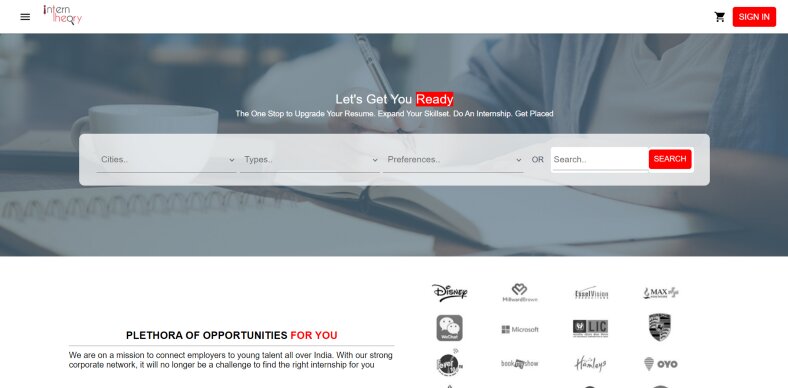 intern
theory
SIGN IN
Let's Get You Ready
The One Stop to Upgrade Your Resume. Expand Your Skillset. Do An Internship. Get Placed
Cities..
Types..
Preferences..
OR
Search..
SEARCH
DISNEY
MillwardBrown
EsselVision
MAX
WeChat
Microsoft
LIC
PLETHORA OF OPPORTUNITIES FOR YOU
We are on a mission to connect employers to young talent all over India. With our strong
corporate network, it will no longer be a challenge to find the right internship for you
bookmyshow
Hamleys
OYO